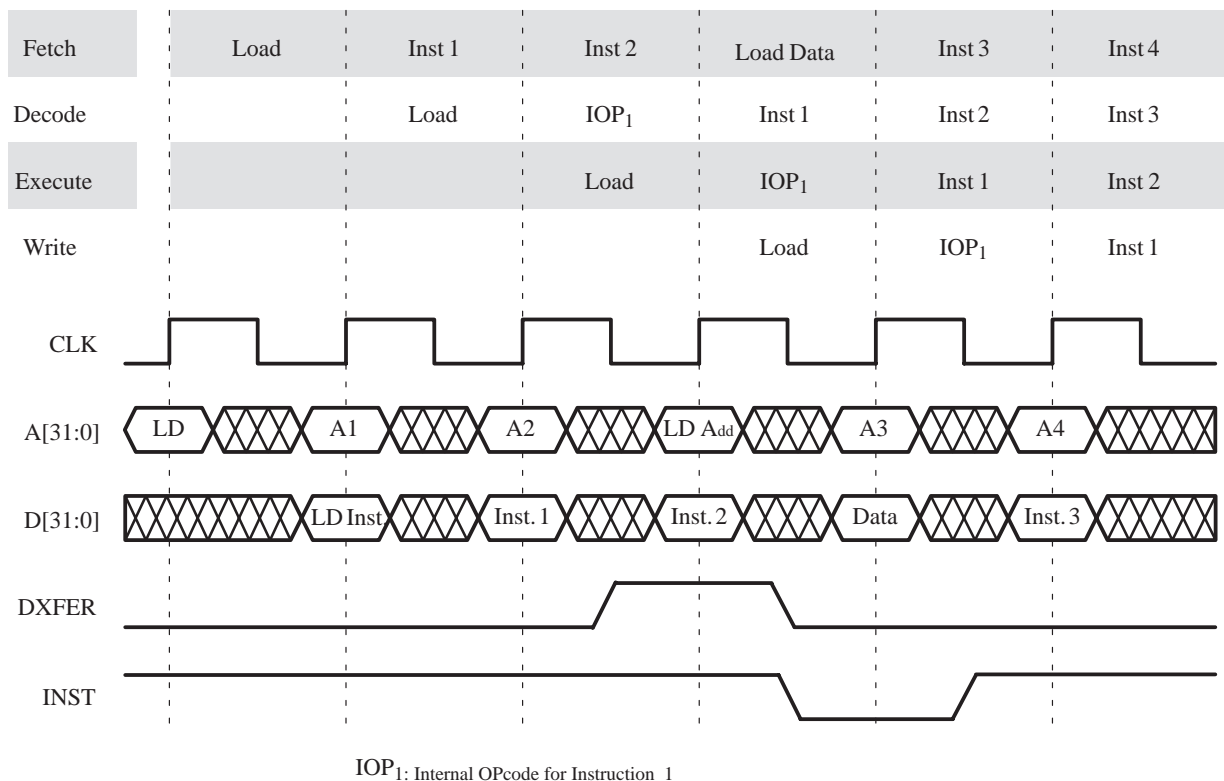 Fetch Load Inst 1 Inst 2 Load Data Inst 3 Inst 4
Decode Load IOP1 Inst 1 Inst 2 Inst 3
Execute Load IOP1 Inst 1 Inst 2
Write Load IOP1 Inst 1
CLK
A[31:0] LD A1 A2 LD Add A3 A4
D[31:0] LD Inst. Inst. 1 Inst. 2 Data Inst. 3
DXFER
INST
IOP1: Internal OPcode for Instruction 1